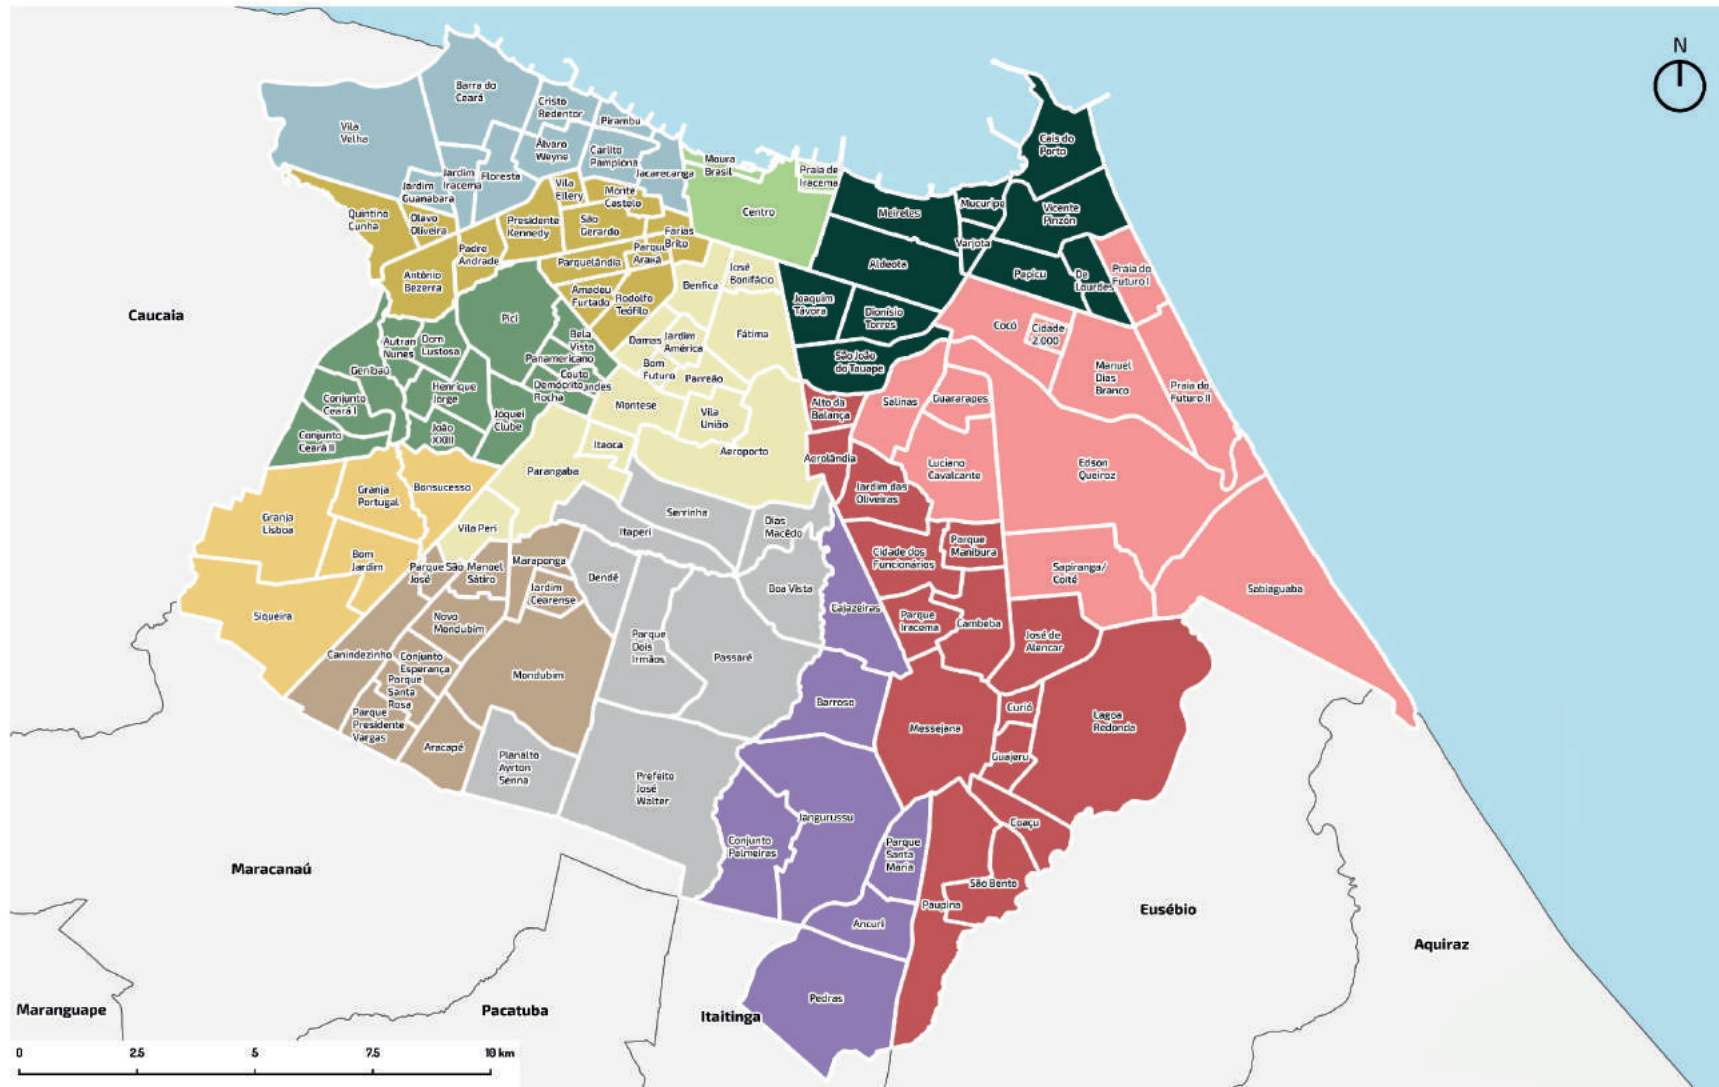 N
Barra do
Ceará
Cristo
Redentor
Pirambu
Vila
Velha
Álvaro
Weyne
Carlito
Pamplona
Jacarecanga
Jardim
Iracema
Floresta
Jardim
Guanabara
Moura
Brasil
Praia de
Iracema
Centro
Cais do
Porto
Meireles
Mucuripe
Vicente
Pinzón
Varjota
Aldeota
Papicu
De
Lourdes
Praia do
Futuro I
Joaquim
Távora
Dionísio
Torres
São João
do Tauape
Quintino
Cunha
Olavo
Oliveira
Vila
Ellery
Monte
Castelo
Presidente
Kennedy
São
Gerardo
Farias
Brito
Padre
Andrade
Parquelândia
Parque
Araxá
Antônio
Bezerra
Amadeu
Furtado
Rodolfo
Teófilo
Benfica
José
Bonifácio
Caucaia
Pici
Bela
Vista
Autran
Nunes
Dom
Lustosa
Panamericano
Couto
Demócrito
Rocha
Genibaú
Henrique
Jorge
Conjunto
Ceará I
Jóquei
Clube
João
XXIII
Conjunto
Ceará II
Damas
Jardim
América
Fátima
Bom
Futuro
Parreão
Montese
Vila
União
Itaoca
Aeroporto
Parangaba
Vila Peri
Cocó
Cidade
2.000
Manuel
Dias
Branco
Praia do
Futuro II
Alto da
Balança
Salinas
Guararapes
Aerolândia
Luciano
Cavalcante
Edson
Queiroz
Jardim das
Oliveiras
Granja
Portugal
Bonsucesso
Granja
Lisboa
Bom
Jardim
Siqueira
Serrinha
Itaperi
Dias
Macêdo
Cidade dos
Funcionários
Parque
Manibura
Sapiranga/
Coité
Sabiaguaba
Parque
José
São Manoel
Sátiro
Maraponga
Jardim
Cearense
Dendê
Boa Vista
Cajazeiras
Parque
Iracema
Cambeba
José de
Alencar
Novo
Mondubim
Canindezinho
Conjunto
Esperança
Parque
Santa
Rosa
Parque
Presidente
Vargas
Mondubim
Aracapé
Parque
Dois
Irmãos
Passaré
Planalto
Ayrton
Senna
Prefeito
José
Walter
Barroso
Messejana
Curió
Guajeru
Lagoa
Redonda
Jangurussu
Conjunto
Palmeiras
Parque
Santa
Maria
Coaçu
São Bento
Paupina
Ancuri
Pedras
Maracanaú
Eusébio
Aquiraz
Maranguape
Pacatuba
Itaitinga
0 2.5 5 7.5 10 km